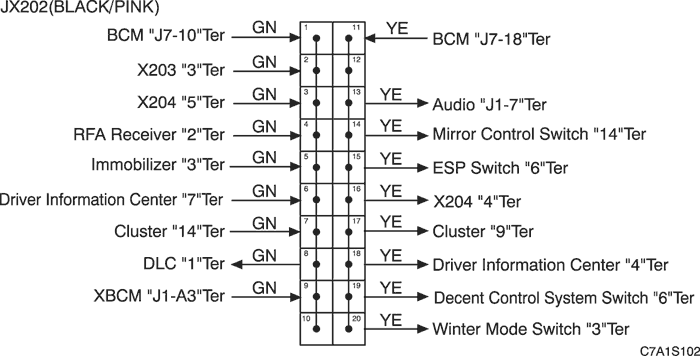 JX202(BLACK/PINK)
BCM "J7-10"Ter GN 1 11 YE BCM "J7-18"Ter
X203 "3"Ter GN 2 12
X204 "5"Ter GN 3 13 YE Audio "J1-7"Ter
RFA Receiver "2"Ter GN 4 14 YE Mirror Control Switch "14"Ter
Immobilizer "3"Ter GN 5 15 YE ESP Switch "6"Ter
Driver Information Center "7"Ter GN 6 16 YE X204 "4"Ter
Cluster "14"Ter GN 7 17 YE Cluster "9"Ter
DLC "1"Ter GN 8 18 YE Driver Information Center "4"Ter
XBCM "J1-A3"Ter GN 9 19 YE Decent Control System Switch "6"Ter
10 20 YE Winter Mode Switch "3"Ter
C7A1S102